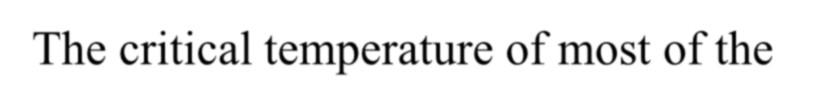 The critical temperature of most of the